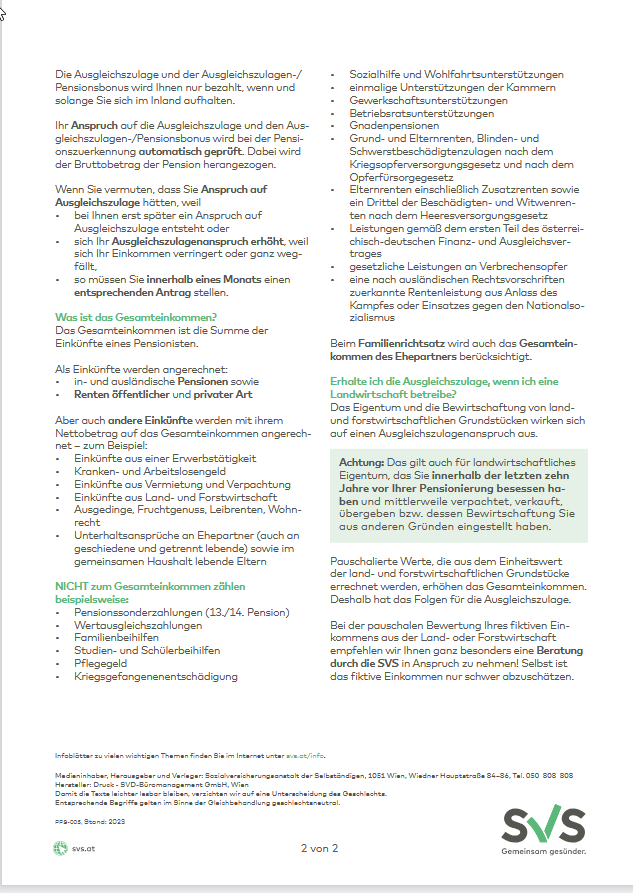 Die Ausgleichszulage und der Ausgleichszulagen-/
Pensionsbonus wird Ihnen nur bezahlt, wenn und
solange Sie sich im Inland aufhalten.
Ihr Anspruch auf die Ausgleichszulage und den Aus-
gleichszulagen-/Pensionsbonus wird bei der Pensi-
onszuerkennung automatisch geprüft. Dabei wird
der Bruttobetrag der Pension herangezogen.
Wenn Sie vermuten, dass Sie Anspruch auf
Ausgleichszulage hätten, weil
• bei Ihnen erst später ein Anspruch auf
Ausgleichszulage entsteht oder
• sich Ihr Ausgleichszulagenanspruch erhöht, weil
sich Ihr Einkommen verringert oder ganz weg-
fällt,
• so müssen Sie innerhalb eines Monats einen
entsprechenden Antrag stellen.
Was ist das Gesamteinkommen?
Das Gesamteinkommen ist die Summe der
Einkünfte eines Pensionisten.
Als Einkünfte werden angerechnet:
• in- und ausländische Pensionen sowie
• Renten öffentlicher und privater Art
Aber auch andere Einkünfte werden mit ihrem
Nettobetrag auf das Gesamteinkommen angerech-
net – zum Beispiel:
• Einkünfte aus einer Erwerbstätigkeit
• Kranken- und Arbeitslosengeld
• Einkünfte aus Vermietung und Verpachtung
• Einkünfte aus Land- und Forstwirtschaft
• Ausgedinge, Fruchtgenuss, Leibrenten, Wohn-
recht
• Unterhaltsansprüche an Ehepartner (auch an
geschiedene und getrennt lebende) sowie im
gemeinsamen Haushalt lebende Eltern
NICHT zum Gesamteinkommen zählen
beispielsweise:
• Pensionssonderzahlungen (13./14. Pension)
• Wertausgleichszahlungen
• Familienbeihilfen
• Studien- und Schülerbeihilfen
• Pflegegeld
• Kriegsgefangenenentschädigung
• Sozialhilfe und Wohlfahrtsunterstützungen
• einmalige Unterstützungen der Kammern
• Gewerkschaftsunterstützungen
• Betriebsratsunterstützungen
• Gnadenpensionen
• Grund- und Elternrenten, Blinden- und
Schwerstbeschädigtenzulagen nach dem
Kriegsopferversorgungsgesetz und nach dem
Opferfürsorgegesetz
• Elternrenten einschließlich Zusatzrenten sowie
ein Drittel der Beschädigten- und Witwenren-
ten nach dem Heeresversorgungsgesetz
• Leistungen gemäß dem ersten Teil des österrei-
chisch-deutschen Finanz- und Ausgleichsver-
trages
• gesetzliche Leistungen an Verbrechensopfer
• eine nach ausländischen Rechtsvorschriften
zuerkannte Rentenleistung aus Anlass des
Kampfes oder Einsatzes gegen den Nationalso-
zialismus
Beim Familienrichtsatz wird auch das Gesamtein-
kommen des Ehepartners berücksichtigt.
Erhalte ich die Ausgleichszulage, wenn ich eine
Landwirtschaft betreibe?
Das Eigentum und die Bewirtschaftung von land-
und forstwirtschaftlichen Grundstücken wirken sich
auf einen Ausgleichszulagenanspruch aus.
Achtung: Das gilt auch für landwirtschaftliches
Eigentum, das Sie innerhalb der letzten zehn
Jahre vor Ihrer Pensionierung besessen ha-
ben und mittlerweile verpachtet, verkauft,
übergeben bzw. dessen Bewirtschaftung Sie
aus anderen Gründen eingestellt haben.
Pauschalierte Werte, die aus dem Einheitswert
der land- und forstwirtschaftlichen Grundstücke
errechnet werden, erhöhen das Gesamteinkommen.
Deshalb hat das Folgen für die Ausgleichszulage.
Bei der pauschalen Bewertung Ihres fiktiven Ein-
kommens aus der Land- oder Forstwirtschaft
empfehlen wir Ihnen ganz besonders eine Beratung
durch die SVS in Anspruch zu nehmen! Selbst ist
das fiktive Einkommen nur schwer abzuschätzen.
Infoblätter zu vielen wichtigen Themen finden Sie im Internet unter svs.at/info.
Medieninhaber, Herausgeber und Verleger: Sozialversicherungsanstalt der Selbständigen, 1051 Wien, Wiedner Hauptstraße 84–86, Tel. 050 808 808
Hersteller: Druck - SVD-Büromanagement GmbH, Wien
Damit die Texte leichter lesbar bleiben, verzichten wir auf eine Unterscheidung des Geschlechts.
Entsprechende Begriffe gelten im Sinne der Gleichbehandlung geschlechtsneutral.
PPB-003, Stand: 2023
svs.at
2 von 2
SVS
Gemeinsam gesünder.